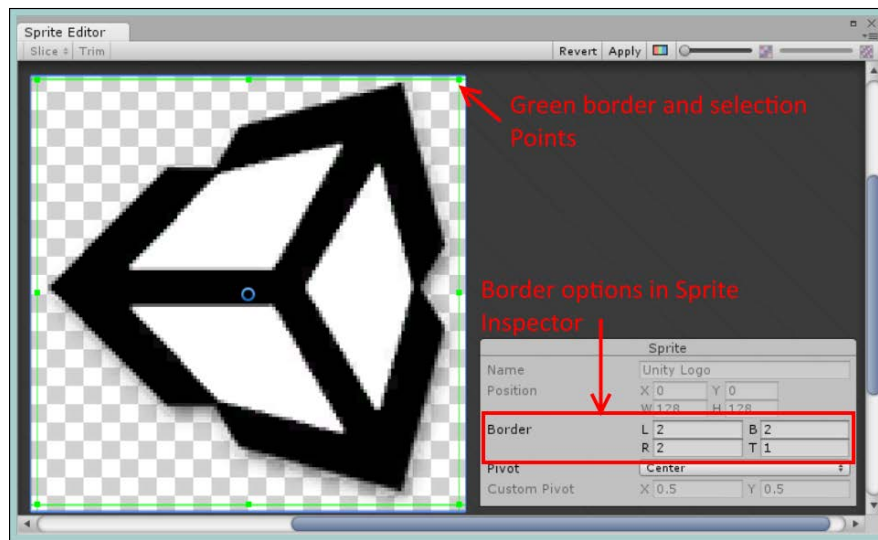 Sprite Editor
Slice Trim
Revert Apply
Green border and selection
Points
Border options in Sprite
Inspector
Sprite
Name Unity Logo
Position X 0 Y 0
W 128 H 128
Border L 2 B 2
R 2 T 1
Pivot Center
Custom Pivot X 0.5 Y 0.5